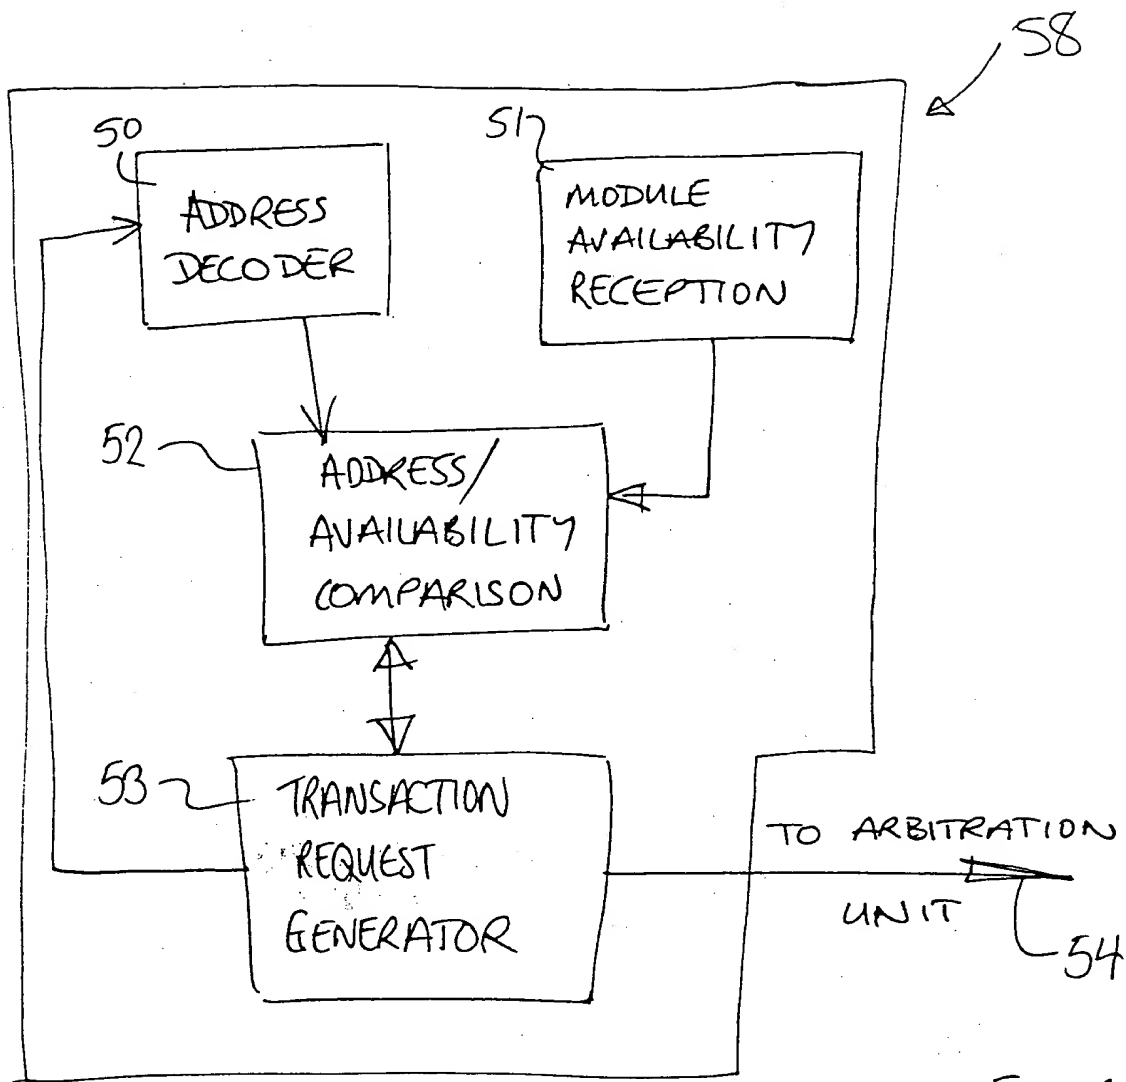 58
50
51
ADDRESS
DECODER
MODULE
AVAILABILITY
RECEPTION
52
ADDRESS/
AVAILABILITY
COMPARISON
53
TRANSACTION
REQUEST
GENERATOR
TO ARBITRATION
UNIT
54